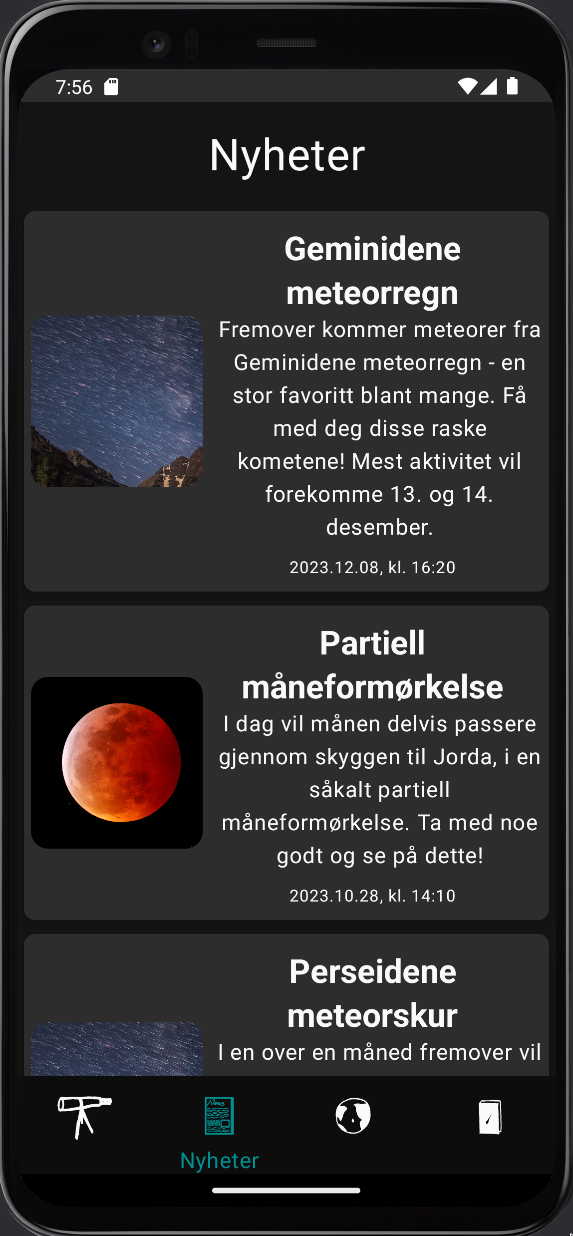 7:56
Nyheter
Geminidene
meteorregn
Fremover kommer meteorer fra
Geminidene meteorregn - en
stor favoritt blant mange. Få
med deg disse raske
kometene! Mest aktivitet vil
forekomme 13. og 14.
desember.
2023.12.08, kl. 16:20
Partiell
måneformørkelse
I dag vil månen delvis passere
gjennom skyggen til Jorda, i en
såkalt partiell
måneformørkelse. Ta med noe
godt og se på dette!
2023.10.28, kl. 14:10
Perseidene
meteorskur
I en over en måned fremover vil
News
Nyheter